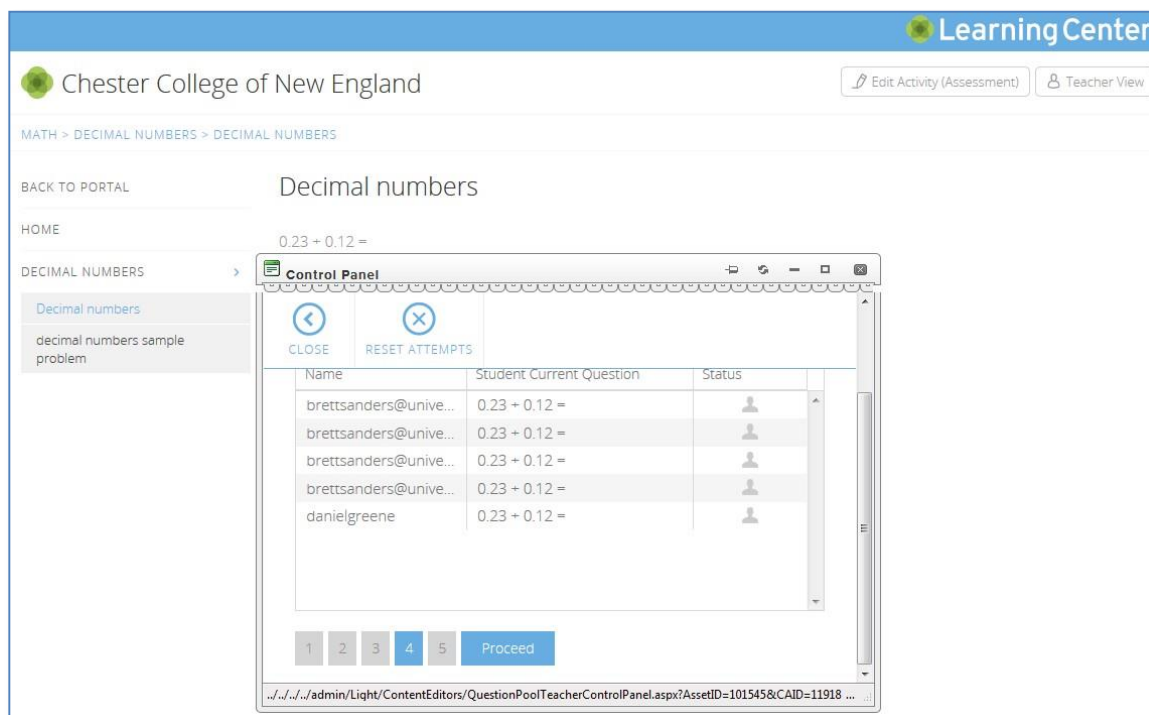 Learning Center
Chester College of New England
Edit Activity (Assessment)
Teacher View
MATH > DECIMAL NUMBERS > DECIMAL NUMBERS
BACK TO PORTAL
HOME
DECIMAL NUMBERS >
Decimal numbers
decimal numbers sample
problem
Decimal numbers
0.23 + 0.12 =
Control Panel
CLOSE
RESET ATTEMPTS
Name Student Current Question Status
brettsanders@unive... 0.23 + 0.12 =
brettsanders@unive... 0.23 + 0.12 =
brettsanders@unive... 0.23 + 0.12 =
brettsanders@unive... 0.23 + 0.12 =
danielgreene 0.23 + 0.12 =
1 2 3 4 5 Proceed
../../../../admin/Light/ContentEditors/QuestionPoolTeacherControlPanel.aspx?AssetID=101545&CAID=11918 ...